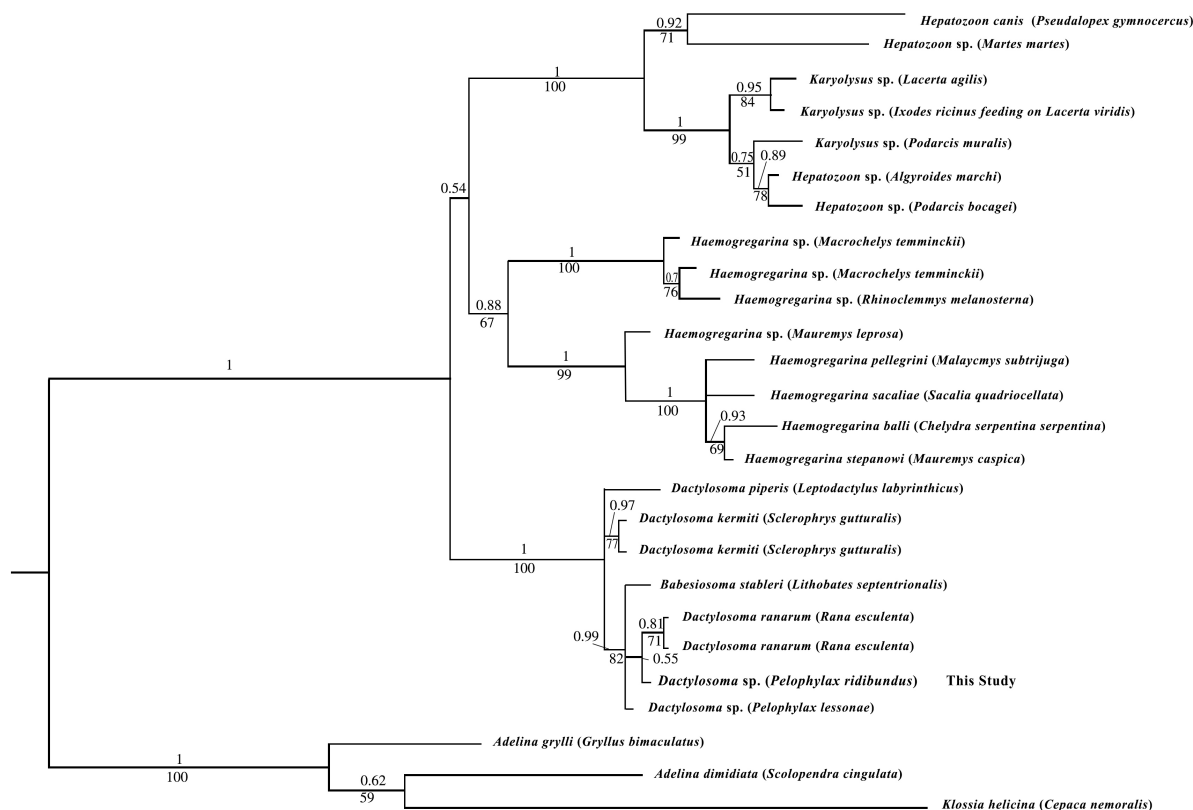 0.92
Hepatozoon canis (Pseudalopex gymnocercus)
71
Hepatozoon sp. (Martes martes)
1
100
Karyolysus sp. (Lacerta agilis)
0.95
84
Karyolysus sp. (Ixodes ricinus feeding on Lacerta viridis)
1
99
Karyolysus sp. (Podarcis muralis)
0.75
0.89
51
Hepatozoon sp. (Algyroides marchi)
78
Hepatozoon sp. (Podarcis bocagei)
0.54
Haemogregarina sp. (Macrochelys temminckii)
1
100
Haemogregarina sp. (Macrochelys temminckii)
0.7
76
Haemogregarina sp. (Rhinoclemmys melanosterna)
0.88
67
Haemogregarina sp. (Mauremys leprosa)
1
99
Haemogregarina pellegrini (Malaycmys subtrijuga)
1
100
Haemogregarina sacaliae (Sacalia quadriocellata)
0.93
Haemogregarina balli (Chelydra serpentina serpentina)
69
Haemogregarina stepanowi (Mauremys caspica)
1
Dactylosoma piperis (Leptodactylus labyrinthicus)
0.97
Dactylosoma kermiti (Sclerophrys gutturalis)
77
Dactylosoma kermiti (Sclerophrys gutturalis)
1
100
Babesiosoma stableri (Lithobates septentrionalis)
Dactylosoma ranarum (Rana esculenta)
0.81
71
0.99
Dactylosoma ranarum (Rana esculenta)
82
0.55
Dactylosoma sp. (Pelophylax ridibundus) This Study
Dactylosoma sp. (Pelophylax lessonae)
Adelina grylli (Gryllus bimaculatus)
1
100
Adelina dimidiata (Scolopendra cingulata)
0.62
59
Klossia helicina (Cepaca nemoralis)